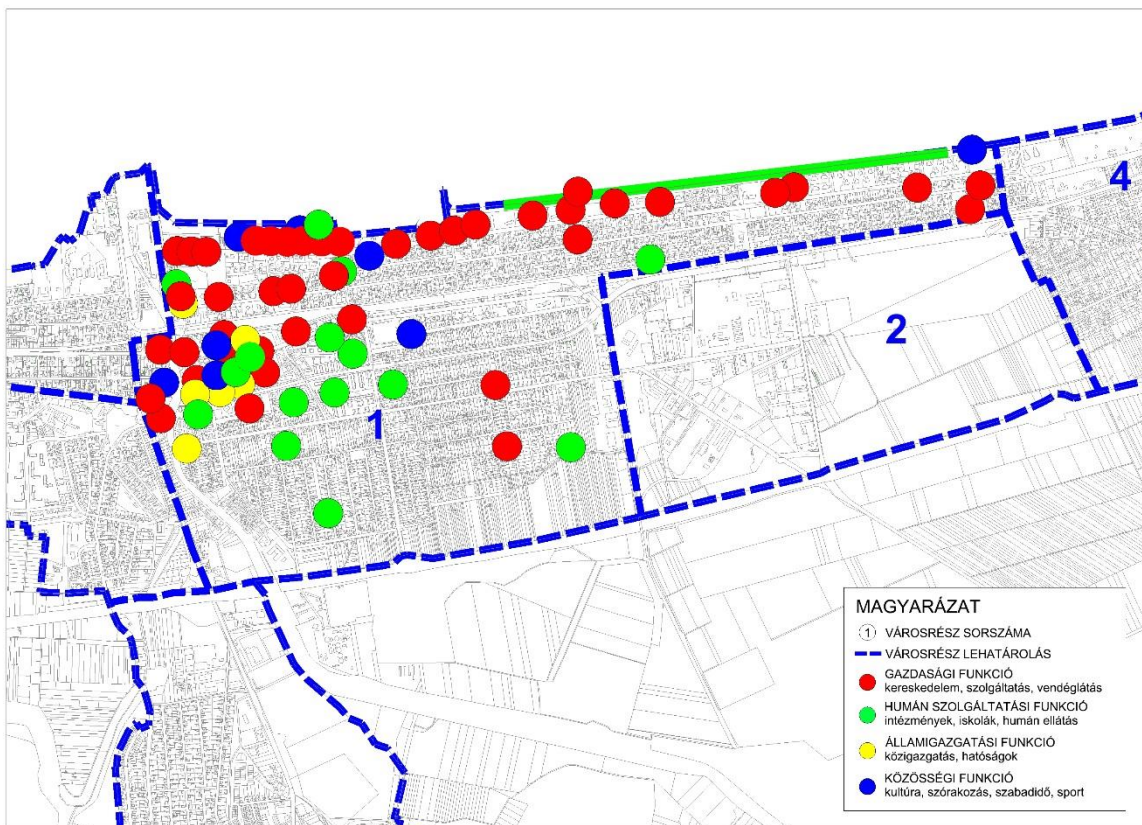 4
2
1
MAGYARÁZAT
1 VÁROSRÉSZ SORSZÁMA
VÁROSRÉSZ LEHATÁROLÁS
GAZDASÁGI FUNKCIÓ
kereskedelem, szolgáltatás, vendéglátás
HUMÁN SZOLGÁLTATÁSI FUNKCIÓ
intézmények, iskolák, humán ellátás
ÁLLAMIGAZGATÁSI FUNKCIÓ
közigazgatás, hatóságok
KÖZÖSSÉGI FUNKCIÓ
kultúra, szórakozás, szabadidő, sport